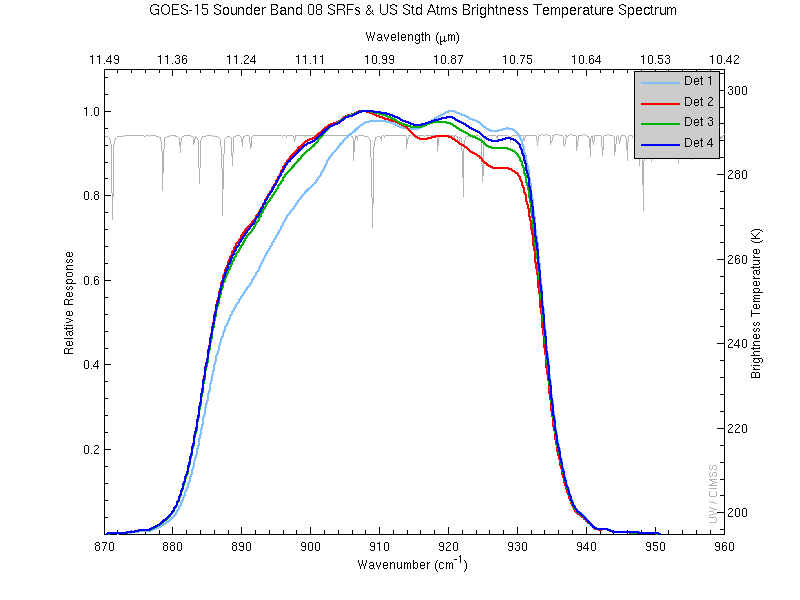 GOES-15 Sounder Band 08 SRFs & US Std Atms Brightness Temperature Spectrum
Wavelength (μm)
11.49 11.36 11.24 11.11 10.99 10.87 10.75 10.64 10.53 10.42
Det 1
Det 2
Det 3
Det 4
1.0
0.8
0.6
0.4
0.2
Relative Response
300
280
260
240
220
200
Brightness Temperature (K)
UW / CIMSS
870 880 890 900 910 920 930 940 950 960
Wavenumber (cm⁻¹)